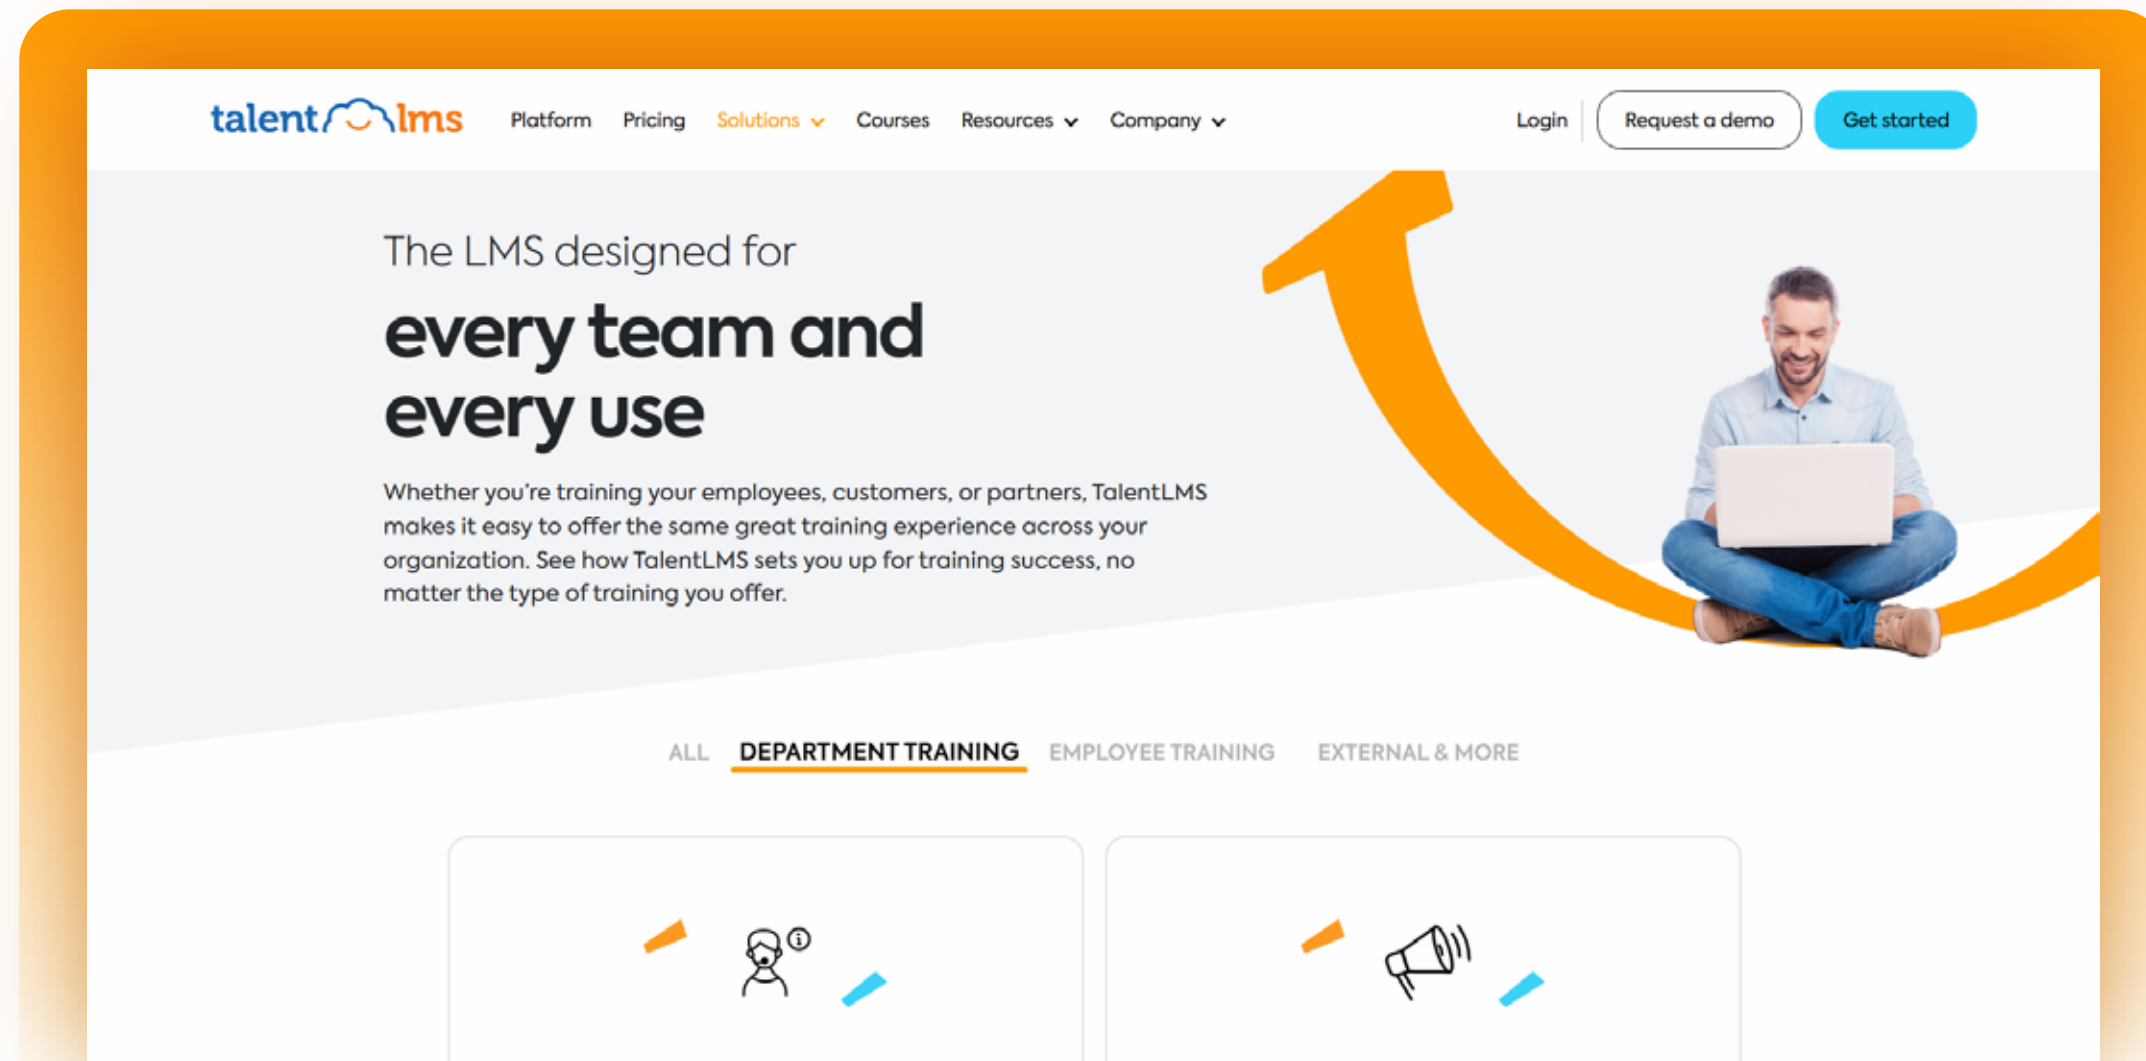 talentlms Platform Pricing Solutions Courses Resources Company Login Request a demo Get started
The LMS designed for
every team and
every use
Whether you're training your employees, customers, or partners, TalentLMS
makes it easy to offer the same great training experience across your
organization. See how TalentLMS sets you up for training success, no
matter the type of training you offer.
ALL DEPARTMENT TRAINING EMPLOYEE TRAINING EXTERNAL & MORE